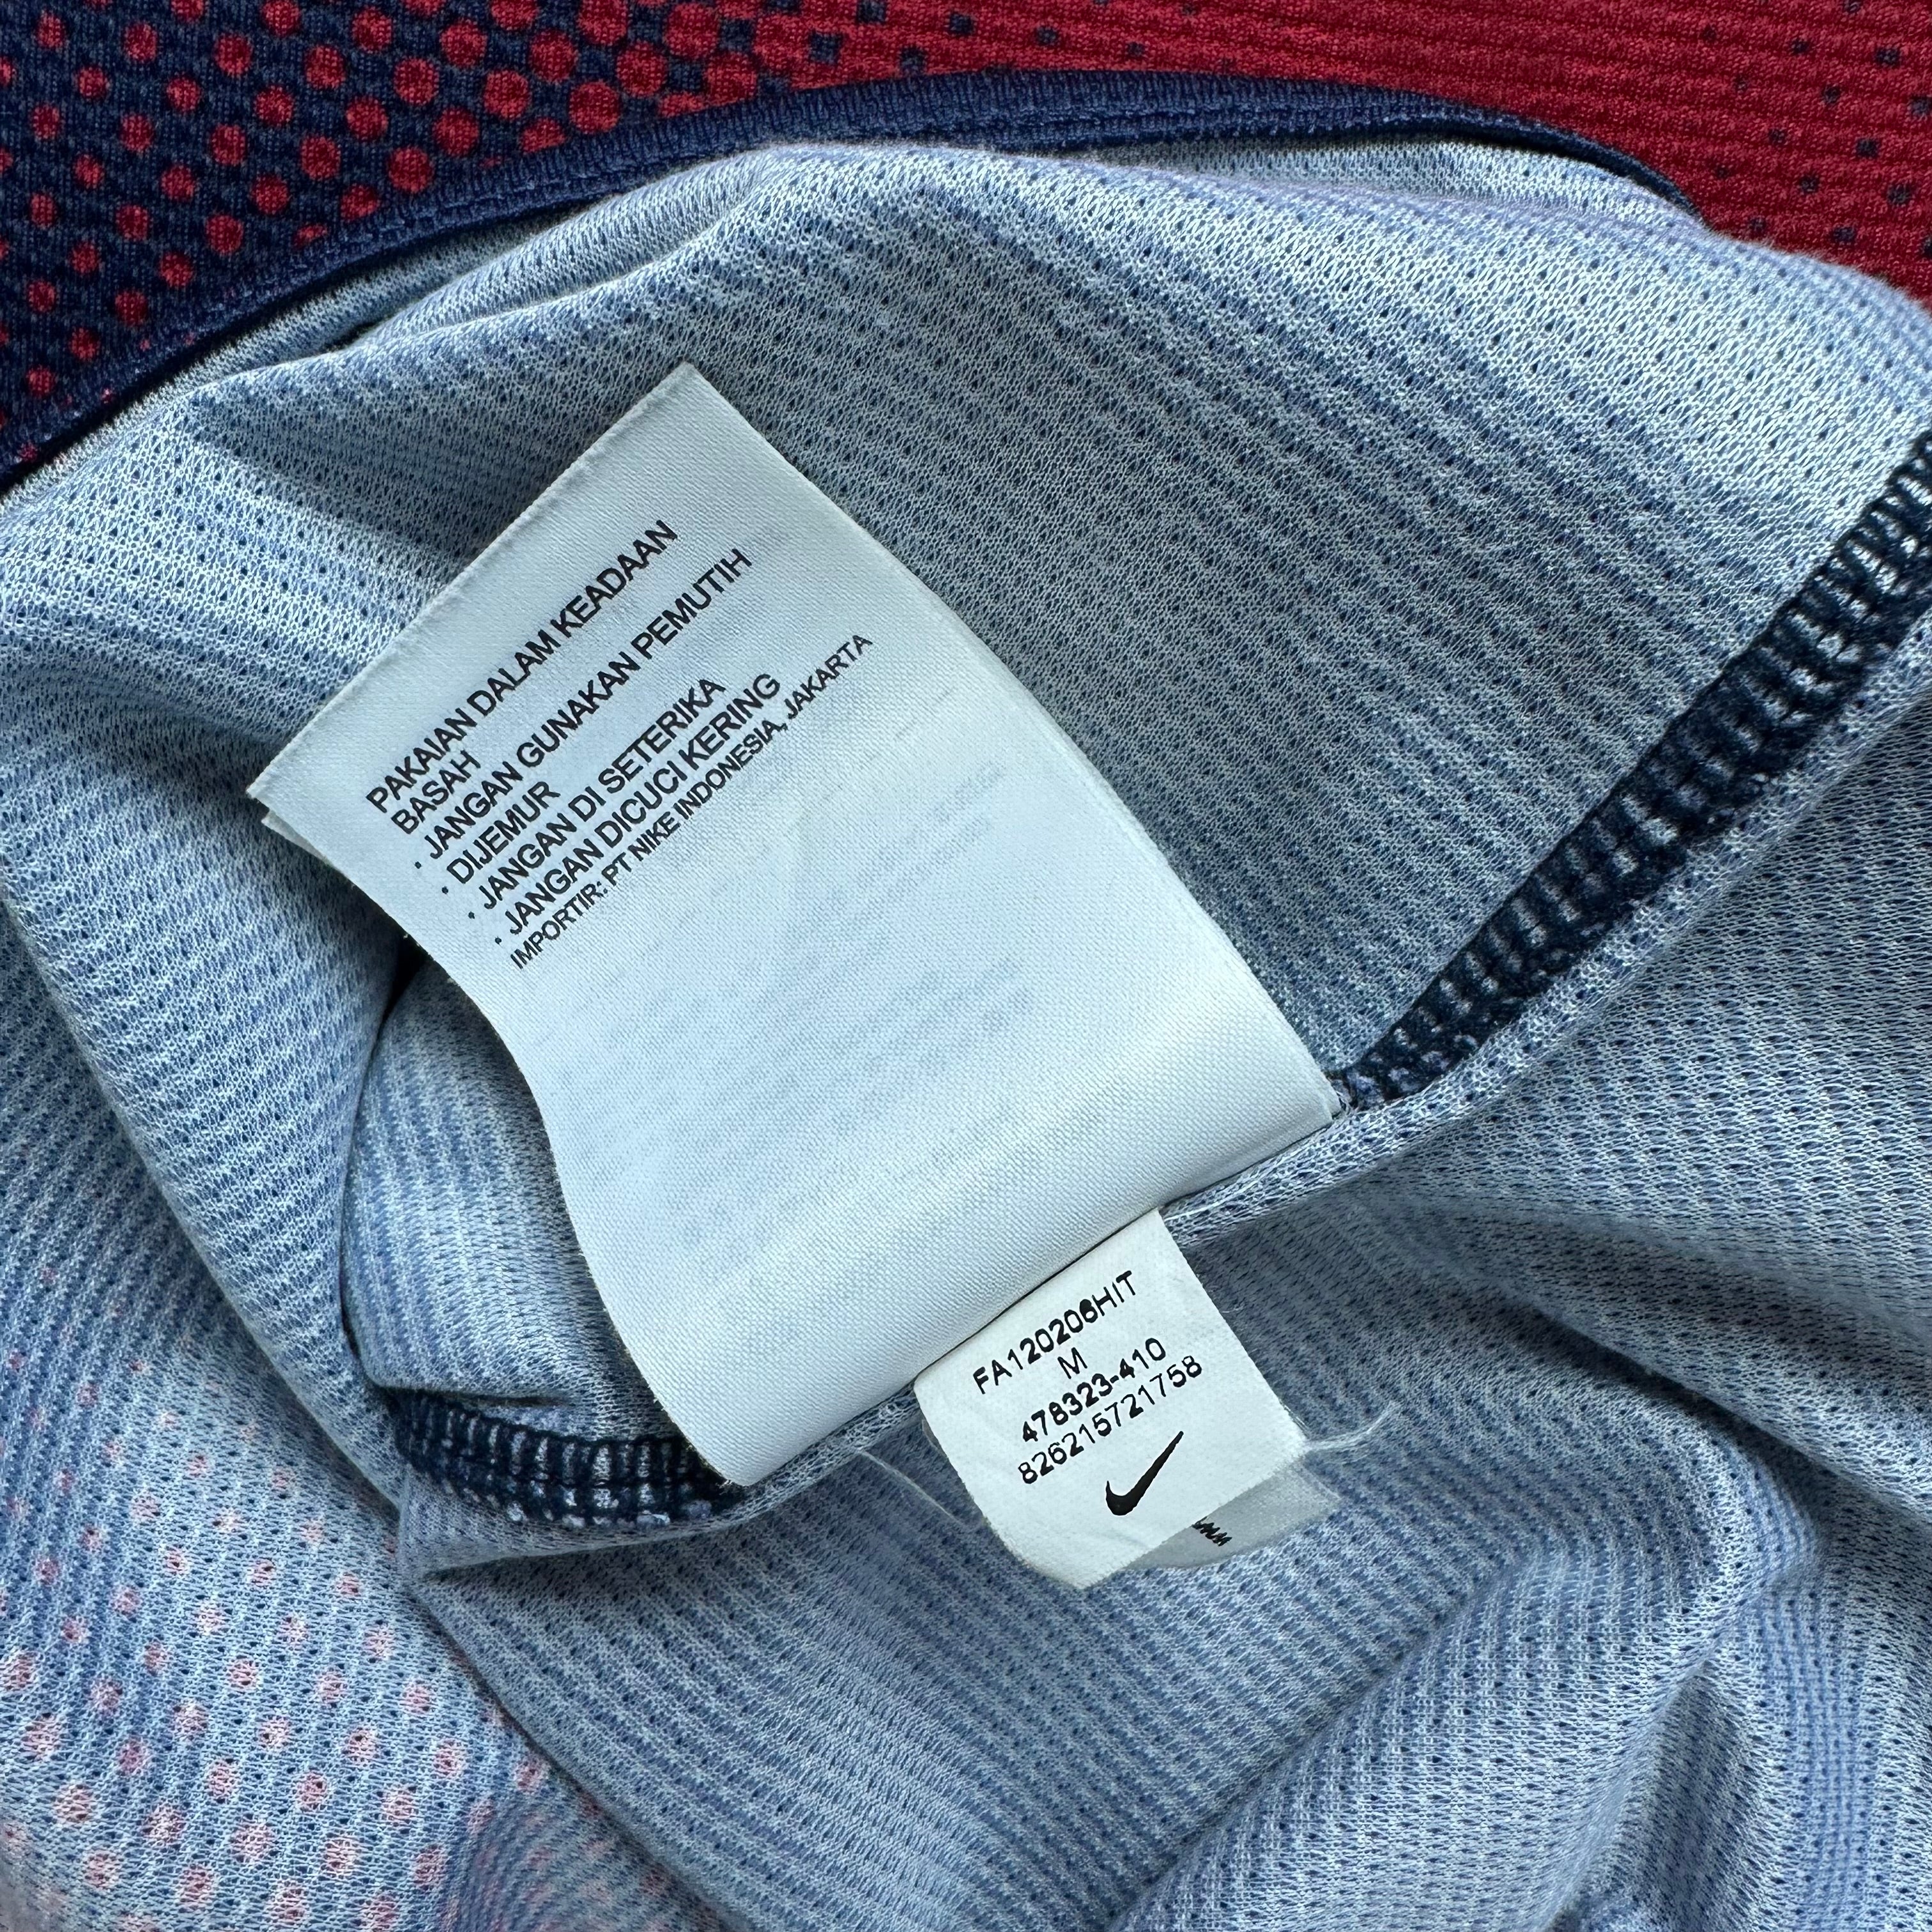 PAKAIAN DALAM KEADAAN
BASAH
. JANGAN GUNAKAN PEMUTIH
. DIJEMUR
. JANGAN DI SETERIKA
. JANGAN DICUCI KERING
IMPORTIR: PT NIKE INDONESIA, JAKARTA
FA120206HIT
M
478323-410
826215721758